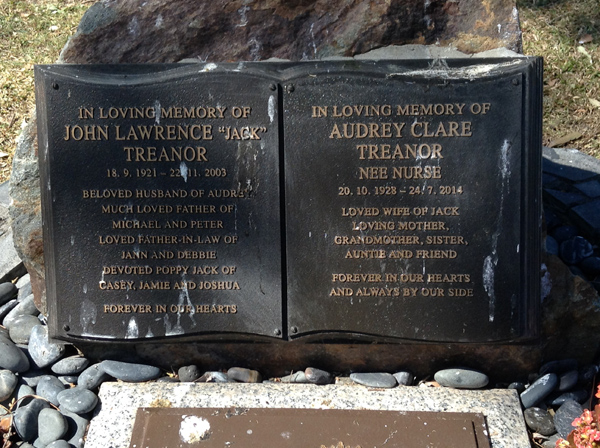 IN LOVING MEMORY OF
JOHN LAWRENCE "JACK"
TREANOR
18. 9. 1921 – 22. 11. 2003
BELOVED HUSBAND OF AUDREY
MUCH LOVED FATHER OF
MICHAEL AND PETER
LOVED FATHER-IN-LAW OF
JANN AND DEBBIE
DEVOTED POPPY JACK OF
CASEY, JAMIE AND JOSHUA
FOREVER IN OUR HEARTS
IN LOVING MEMORY OF
AUDREY CLARE
TREANOR
NEE NURSE
20. 10. 1923 – 24. 7. 2014
LOVED WIFE OF JACK
LOVING MOTHER,
GRANDMOTHER, SISTER,
AUNTIE AND FRIEND
FOREVER IN OUR HEARTS
AND ALWAYS BY OUR SIDE